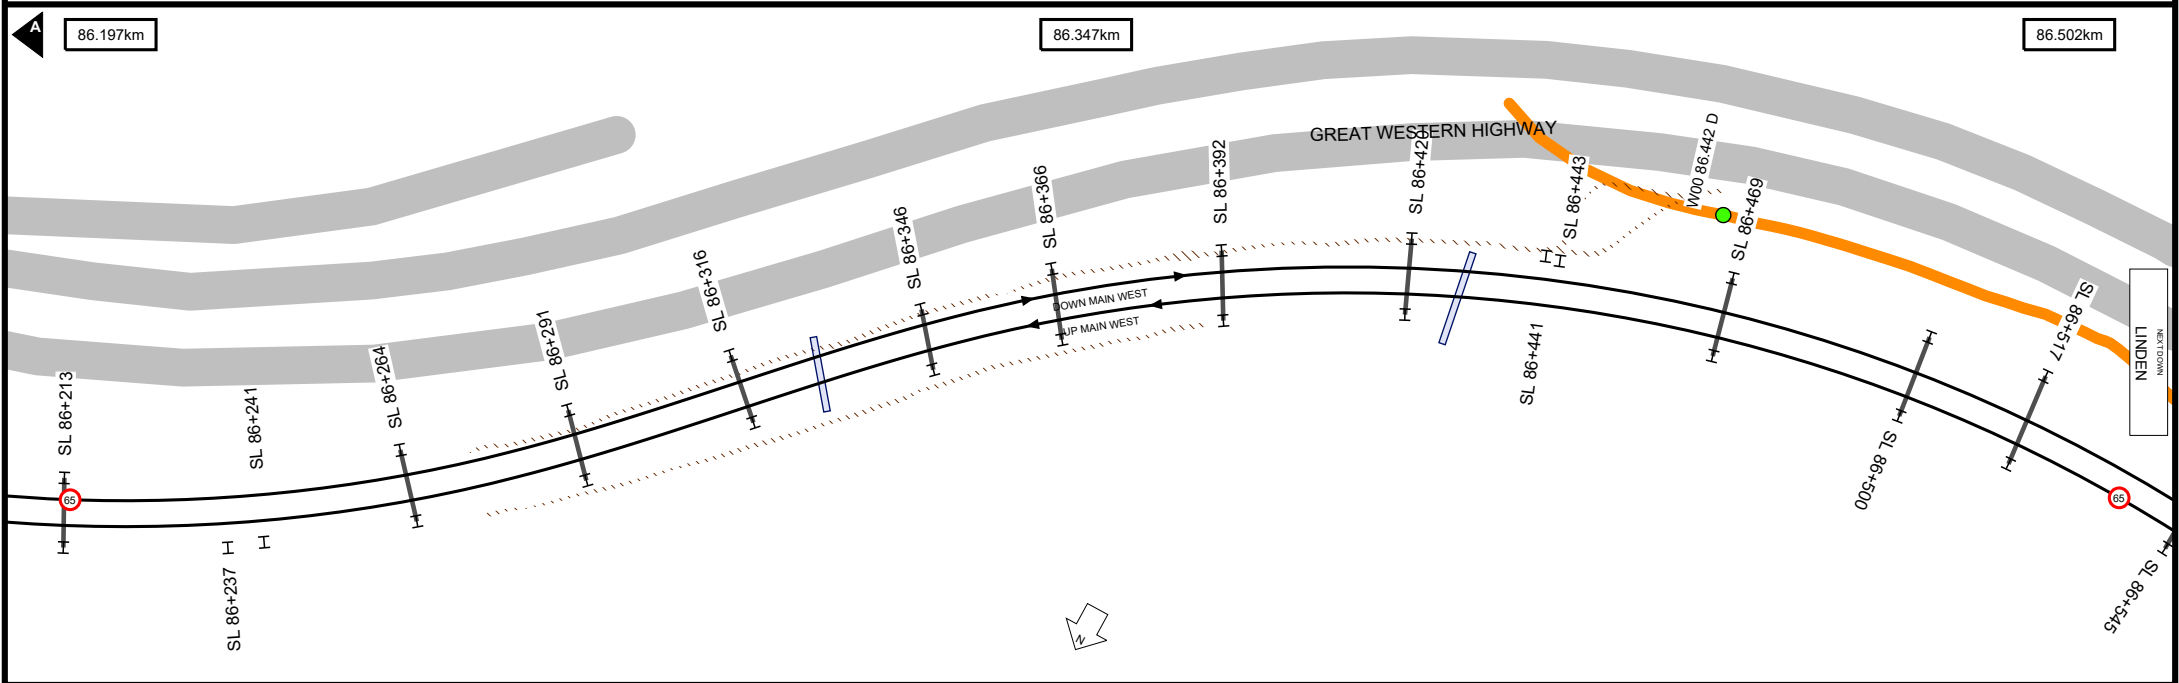 A
86.197km
86.347km
86.502km
GREAT WESTERN HIGHWAY
W00 86.442 D
SL 86+213
SL 86+241
SL 86+237
SL 86+264
SL 86+291
SL 86+316
SL 86+346
SL 86+366
SL 86+392
SL 86+420
SL 86+443
SL 86+441
SL 86+469
SL 86+500
SL 86+517
SL 86+545
DOWN MAIN WEST
UP MAIN WEST
65
65
NEXT DOWN
LINDEN
N